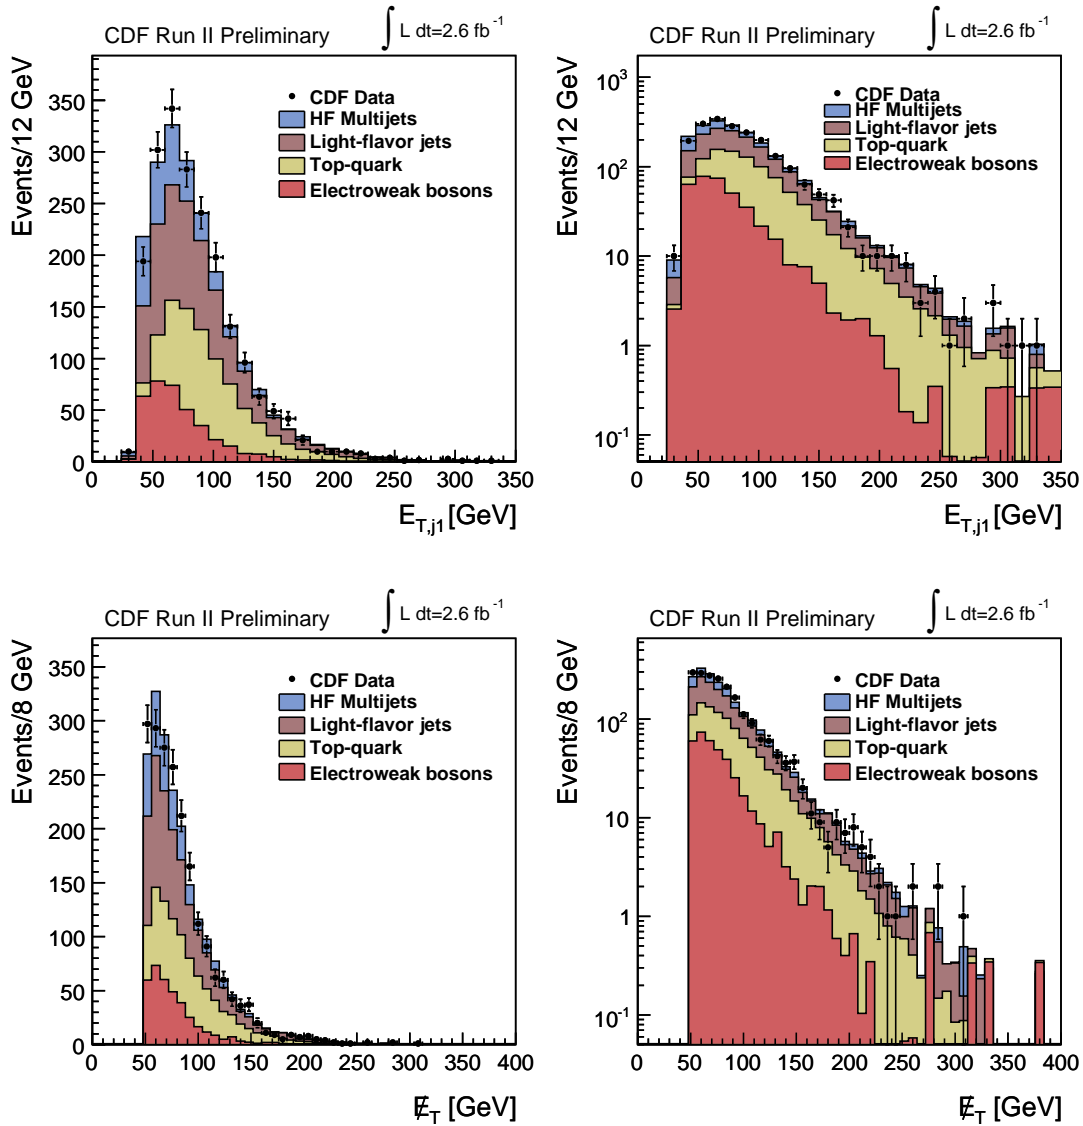 CDF Run II Preliminary ∫ L dt=2.6 fb⁻¹
Events/12 GeV
350
300
250
200
150
100
50
0
CDF Data
HF Multijets
Light-flavor jets
Top-quark
Electroweak bosons
0 50 100 150 200 250 300 350
E_T,j1 [GeV]
CDF Run II Preliminary ∫ L dt=2.6 fb⁻¹
Events/12 GeV
10³
10²
10
1
10⁻¹
CDF Data
HF Multijets
Light-flavor jets
Top-quark
Electroweak bosons
0 50 100 150 200 250 300 350
E_T,j1 [GeV]
CDF Run II Preliminary ∫ L dt=2.6 fb⁻¹
Events/8 GeV
350
300
250
200
150
100
50
0
CDF Data
HF Multijets
Light-flavor jets
Top-quark
Electroweak bosons
0 50 100 150 200 250 300 350 400
E̸_T [GeV]
CDF Run II Preliminary ∫ L dt=2.6 fb⁻¹
Events/8 GeV
10²
10
1
10⁻¹
CDF Data
HF Multijets
Light-flavor jets
Top-quark
Electroweak bosons
0 50 100 150 200 250 300 350 400
E̸_T [GeV]